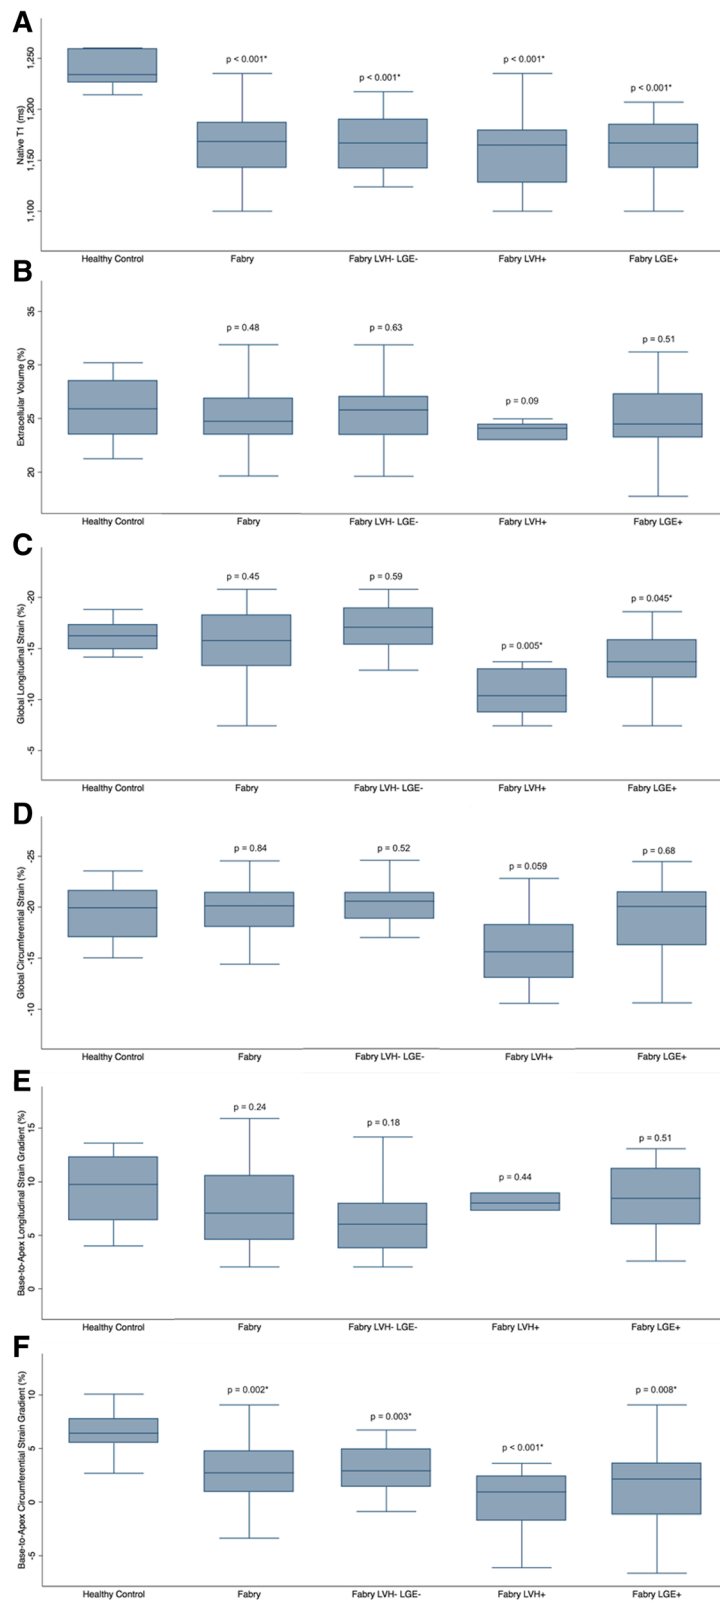 A
Native T1 (ms)
1,250
1,200
1,150
1,100
p < 0.001*
p < 0.001*
p < 0.001*
p < 0.001*
Healthy Control
Fabry
Fabry LVH- LGE-
Fabry LVH+
Fabry LGE+
B
Extracellular Volume (%)
35
30
25
20
p = 0.48
p = 0.63
p = 0.09
p = 0.51
Healthy Control
Fabry
Fabry LVH- LGE-
Fabry LVH+
Fabry LGE+
C
Global Longitudinal Strain (%)
-20
-15
-10
-5
p = 0.45
p = 0.59
p = 0.005*
p = 0.045*
Healthy Control
Fabry
Fabry LVH- LGE-
Fabry LVH+
Fabry LGE+
D
Global Circumferential Strain (%)
-25
-20
-15
-10
p = 0.84
p = 0.52
p = 0.059
p = 0.68
Healthy Control
Fabry
Fabry LVH- LGE-
Fabry LVH+
Fabry LGE+
E
Base-to-Apex Longitudinal Strain Gradient (%)
15
10
5
0
p = 0.24
p = 0.18
p = 0.44
p = 0.51
Healthy Control
Fabry
Fabry LVH- LGE-
Fabry LVH+
Fabry LGE+
F
Base-to-Apex Circumferential Strain Gradient (%)
10
5
0
-5
p = 0.002*
p = 0.003*
p < 0.001*
p = 0.008*
Healthy Control
Fabry
Fabry LVH- LGE-
Fabry LVH+
Fabry LGE+